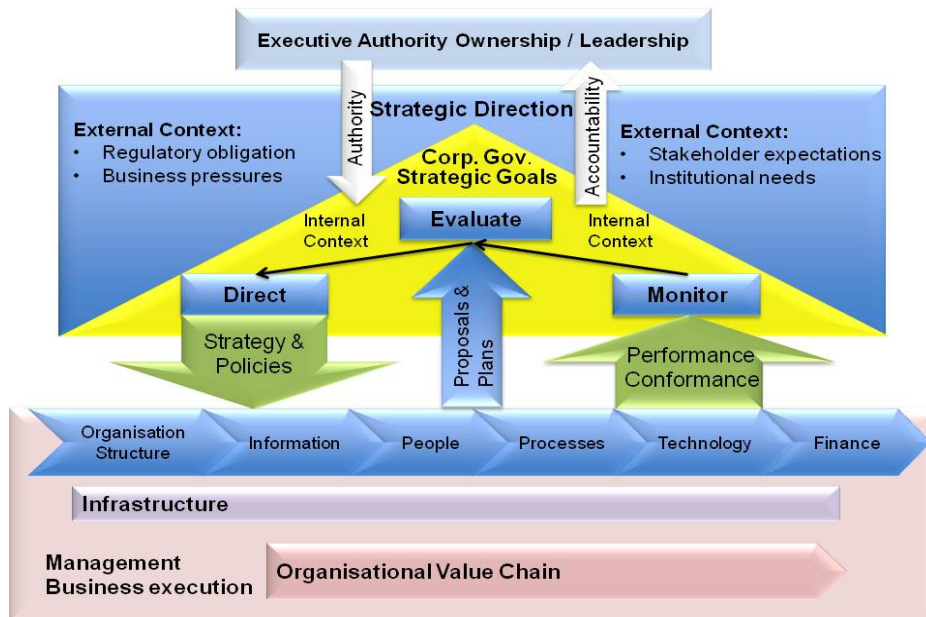 Executive Authority Ownership / Leadership
Authority
Accountability
Strategic Direction
External Context:
• Regulatory obligation
• Business pressures
External Context:
• Stakeholder expectations
• Institutional needs
Corp. Gov.
Strategic Goals
Internal
Context
Evaluate
Internal
Context
Direct
Monitor
Strategy &
Policies
Proposals &
Plans
Performance
Conformance
Organisation
Structure
Information
People
Processes
Technology
Finance
Infrastructure
Management
Business execution
Organisational Value Chain